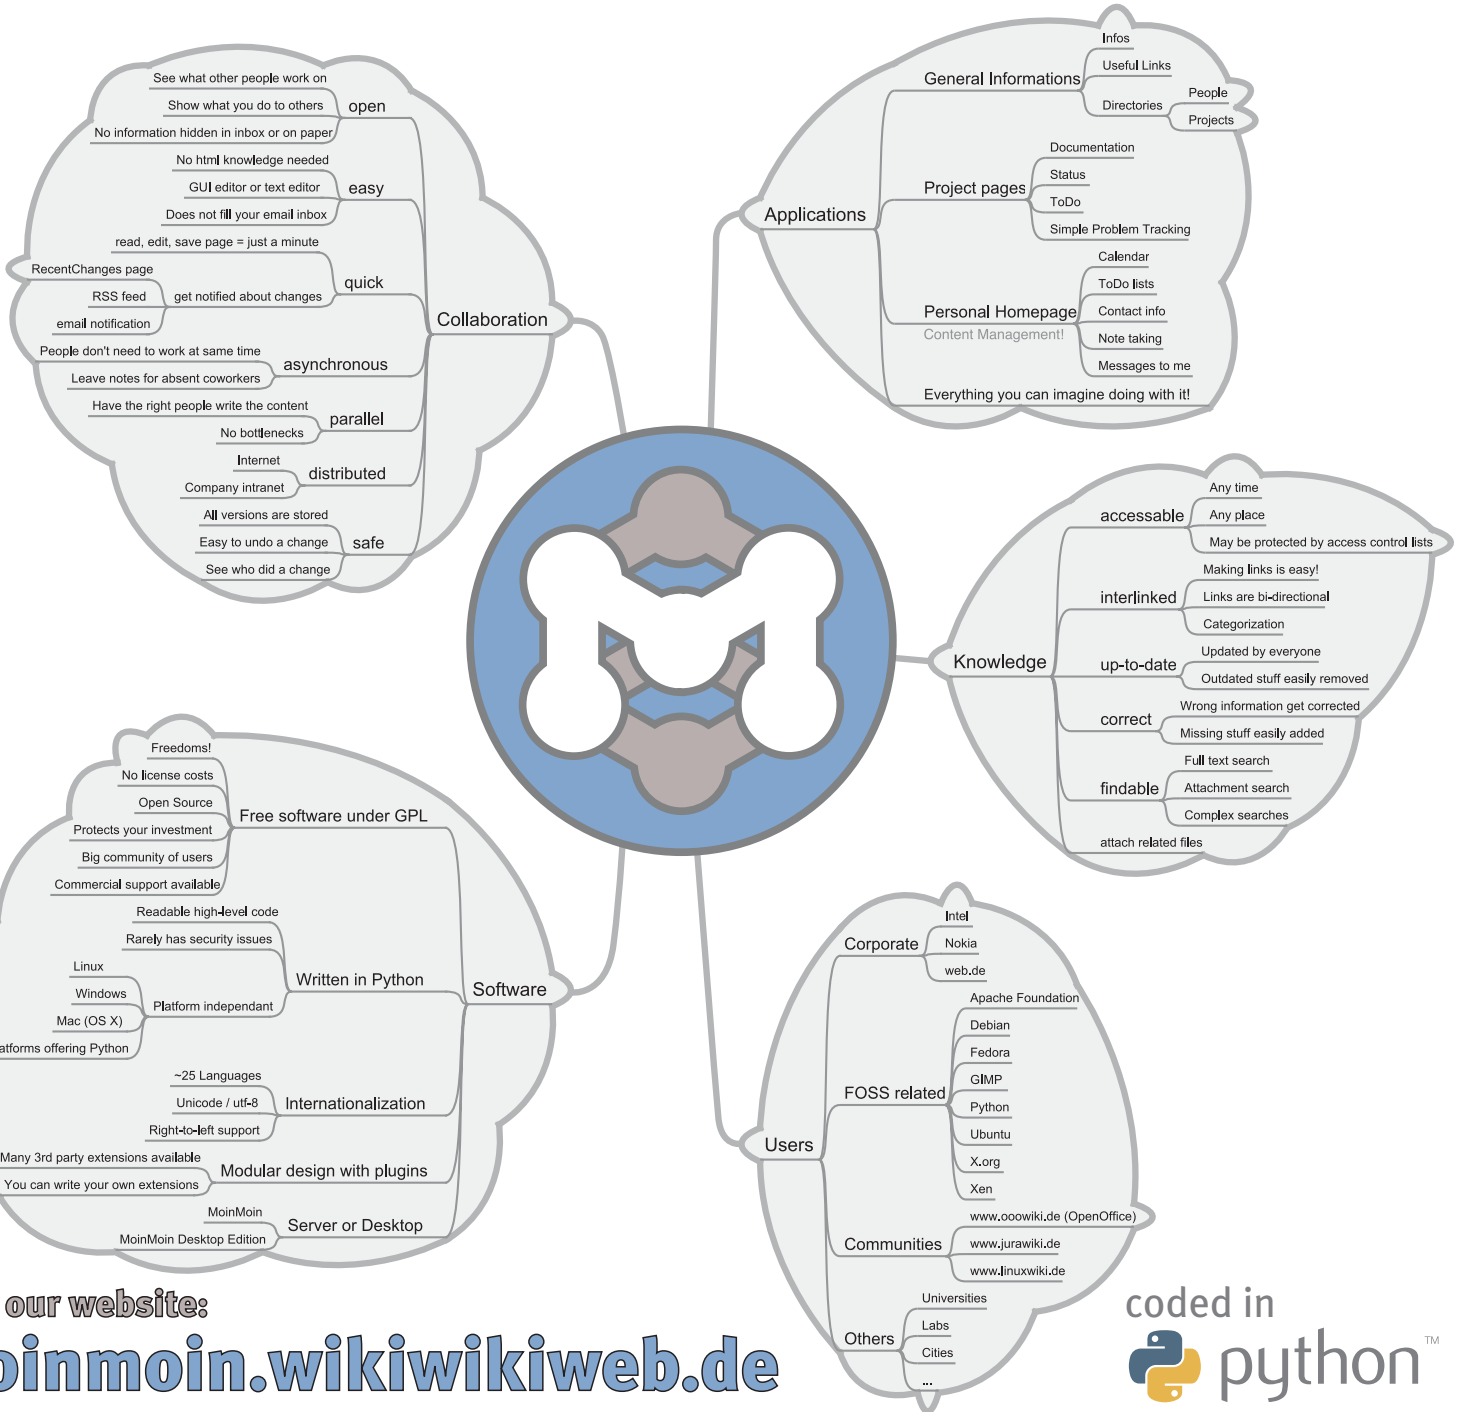 See what other people work on
Show what you do to others
No information hidden in inbox or on paper
open
No html knowledge needed
GUI editor or text editor
Does not fill your email inbox
easy
read, edit, save page = just a minute
RecentChanges page
RSS feed
email notification
get notified about changes
quick
People don't need to work at same time
Leave notes for absent coworkers
asynchronous
Have the right people write the content
No bottlenecks
parallel
Internet
Company intranet
distributed
All versions are stored
Easy to undo a change
See who did a change
safe
Collaboration
Applications
General Informations
Infos
Useful Links
Directories
People
Projects
Project pages
Documentation
Status
ToDo
Simple Problem Tracking
Personal Homepage
Content Management!
Calendar
ToDo lists
Contact info
Note taking
Messages to me
Everything you can imagine doing with it!
Knowledge
accessable
Any time
Any place
May be protected by access control lists
interlinked
Making links is easy!
Links are bi-directional
Categorization
up-to-date
Updated by everyone
Outdated stuff easily removed
correct
Wrong information get corrected
Missing stuff easily added
findable
Full text search
Attachment search
Complex searches
attach related files
Freedoms!
No license costs
Open Source
Protects your investment
Big community of users
Commercial support available
Free software under GPL
Readable high-level code
Rarely has security issues
Linux
Windows
Mac (OS X)
atforms offering Python
Platform independant
Written in Python
Software
~25 Languages
Unicode / utf-8
Right-to-left support
Internationalization
Many 3rd party extensions available
You can write your own extensions
Modular design with plugins
MoinMoin
MoinMoin Desktop Edition
Server or Desktop
Users
Corporate
Intel
Nokia
web.de
FOSS related
Apache Foundation
Debian
Fedora
GIMP
Python
Ubuntu
X.org
Xen
Communities
www.ooowiki.de (OpenOffice)
www.jurawiki.de
www.linuxwiki.de
Others
Universities
Labs
Cities
...
our website:
oinmoin.wikiwikiweb.de
coded in
python™